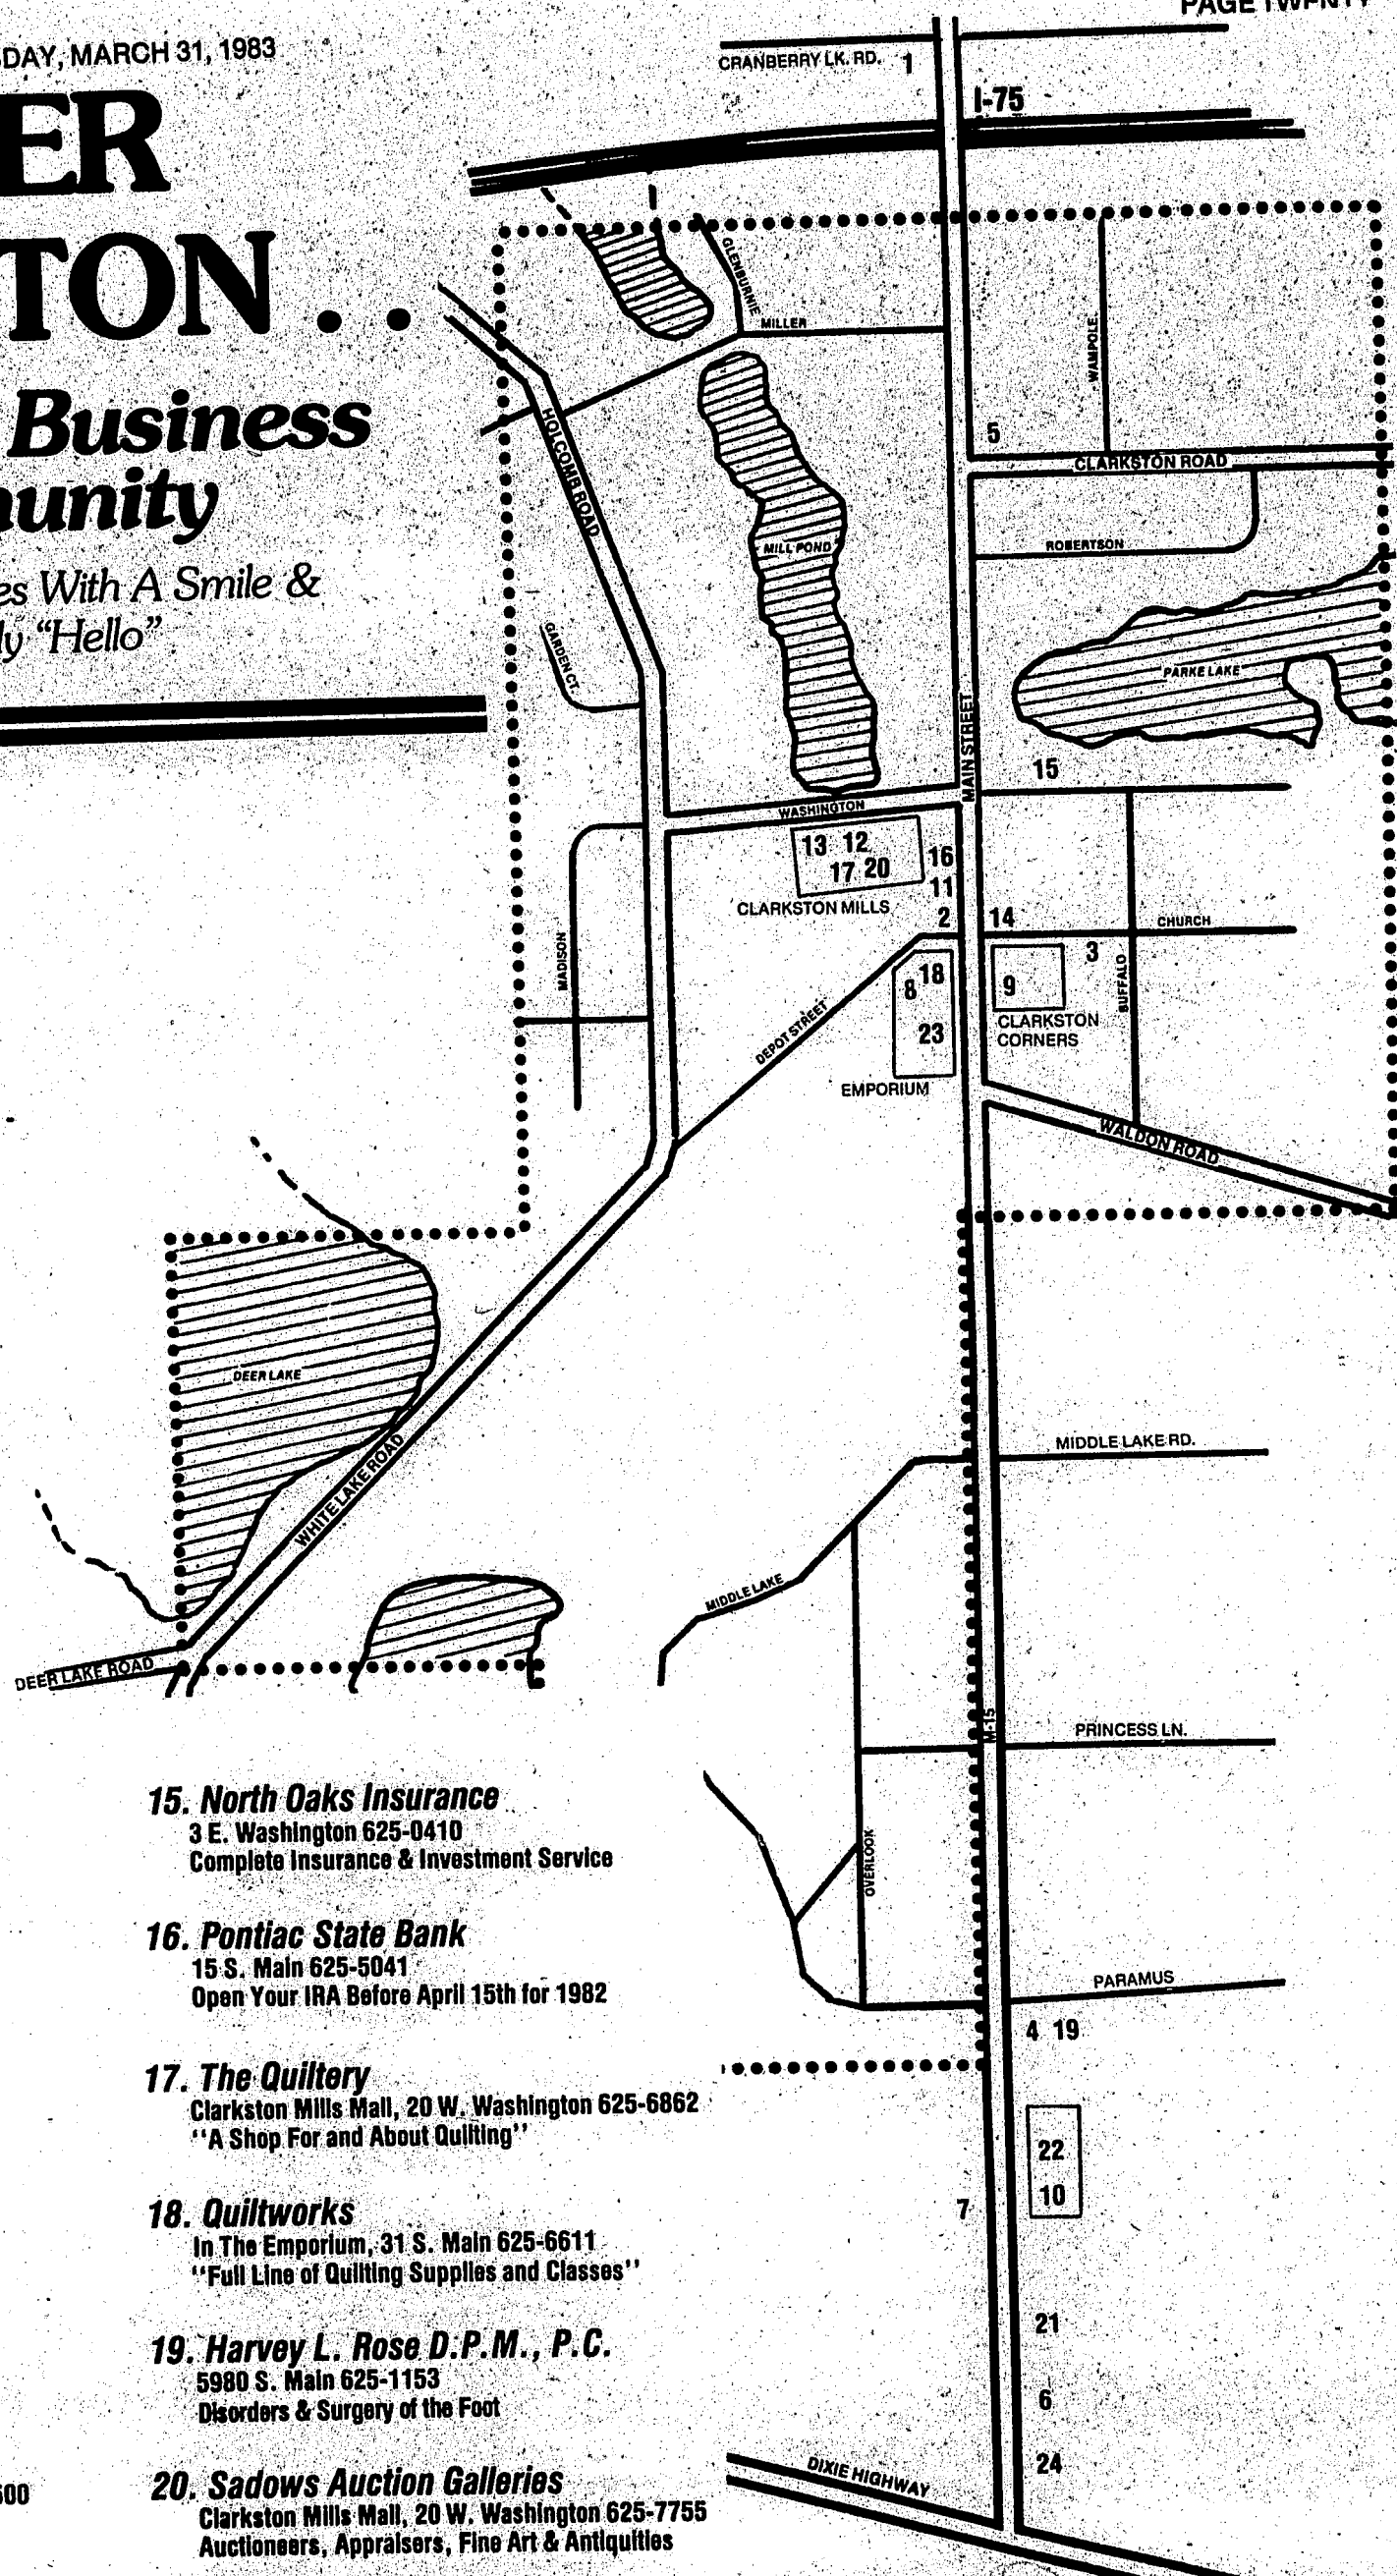 PAGE TWENTY
SDAY, MARCH 31, 1983
ER
TON . .
Business
nunity
es With A Smile &
ly “Hello”
CRANBERRY LK. RD. 1
I-75
GLENBURNIE
MILLER
WAMPOLE
5
CLARKSTON ROAD
HOLCOMB ROAD
ROBERTSON
MILL POND
GARDEN CT.
PARKE LAKE
MAIN STREET
15
WASHINGTON
13 12
17 20
16
11
CLARKSTON MILLS
2
14
CHURCH
MADISON
3
BUFFALO
18
8
9
23
DEPOT STREET
CLARKSTON
CORNERS
EMPORIUM
WALDON ROAD
DEER LAKE
MIDDLE LAKE RD.
WHITE LAKE ROAD
MIDDLE LAKE
DEER LAKE ROAD
M-15
PRINCESS LN.
OVERLOOK
PARAMUS
4 19
22
10
7
21
6
24
DIXIE HIGHWAY
15. North Oaks Insurance
3 E. Washington 625-0410
Complete Insurance & Investment Service
16. Pontiac State Bank
15 S. Main 625-5041
Open Your IRA Before April 15th for 1982
17. The Quiltery
Clarkston Mills Mall, 20 W. Washington 625-6862
“A Shop For and About Quilting”
18. Quiltworks
In The Emporium, 31 S. Main 625-6611
“Full Line of Quilting Supplies and Classes”
19. Harvey L. Rose D.P.M., P.C.
5980 S. Main 625-1153
Disorders & Surgery of the Foot
20. Sadows Auction Galleries
Clarkston Mills Mall, 20 W. Washington 625-7755
Auctioneers, Appraisers, Fine Art & Antiquities